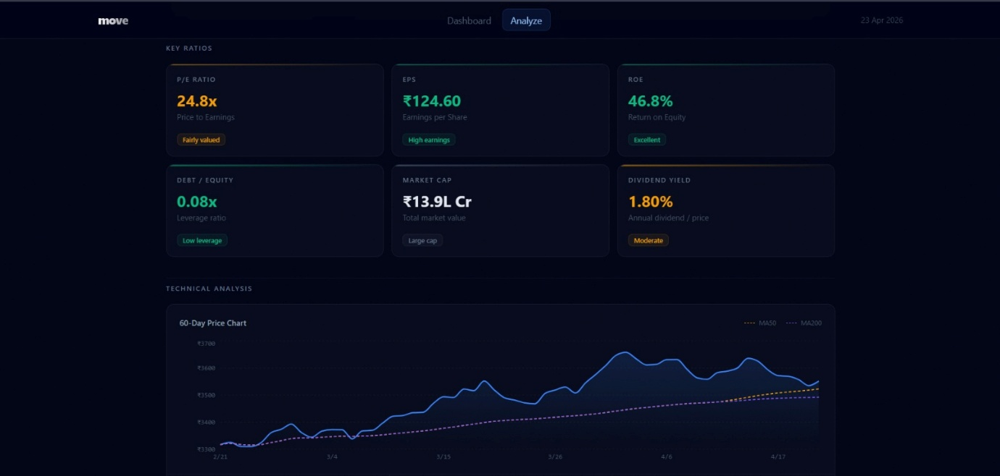 move
Dashboard
Analyze
23 Apr 2026
KEY RATIOS
P/E RATIO
24.8x
Price to Earnings
Fairly valued
EPS
₹124.60
Earnings per Share
High earnings
ROE
46.8%
Return on Equity
Excellent
DEBT / EQUITY
0.08x
Leverage ratio
Low leverage
MARKET CAP
₹13.9L Cr
Total market value
Large cap
DIVIDEND YIELD
1.80%
Annual dividend / price
Moderate
TECHNICAL ANALYSIS
60-Day Price Chart
MA50
MA200
₹3700
₹3600
₹3500
₹3400
₹3300
2/21
3/4
3/15
3/26
4/6
4/17